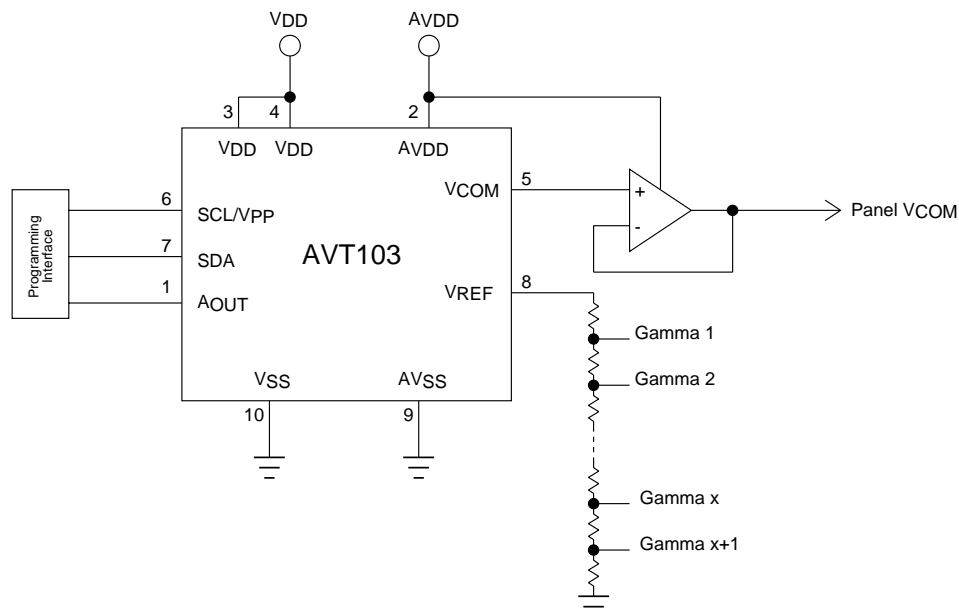 VDD
AVDD
3
4
2
VDD
VDD
AVDD
VCOM
5
+
-
Panel VCOM
Programming
Interface
6
SCL/VPP
7
SDA
1
AOUT
AVT103
VREF
8
Gamma 1
Gamma 2
VSS
AVSS
10
9
Gamma x
Gamma x+1